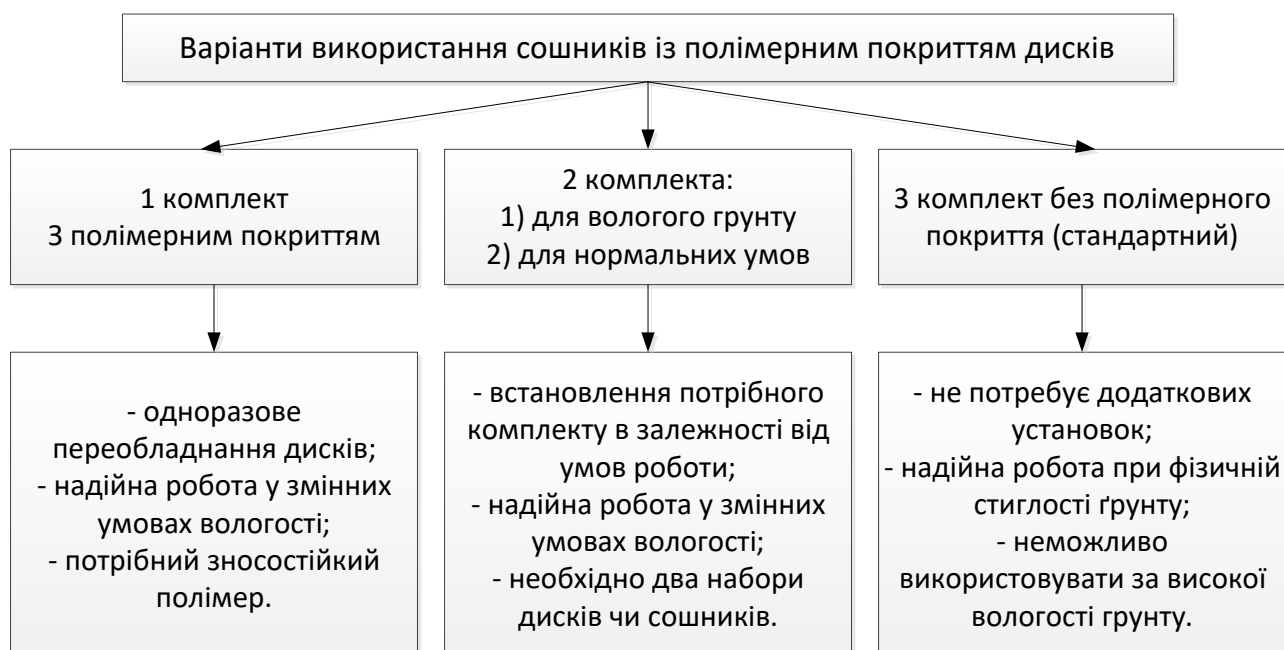 Варіанти використання сошників із полімерним покриттям дисків
1 комплект
З полімерним покриттям
2 комплекта:
1) для вологого грунту
2) для нормальних умов
3 комплект без полімерного
покриття (стандартний)
- одноразове
переобладнання дисків;
- надійна робота у змінних
умовах вологості;
- потрібний зносостійкий
полімер.
- встановлення потрібного
комплекту в залежності від
умов роботи;
- надійна робота у змінних
умовах вологості;
- необхідно два набори
дисків чи сошників.
- не потребує додаткових
установок;
- надійна робота при фізичній
стиглості ґрунту;
- неможливо
використовувати за високої
вологості грунту.